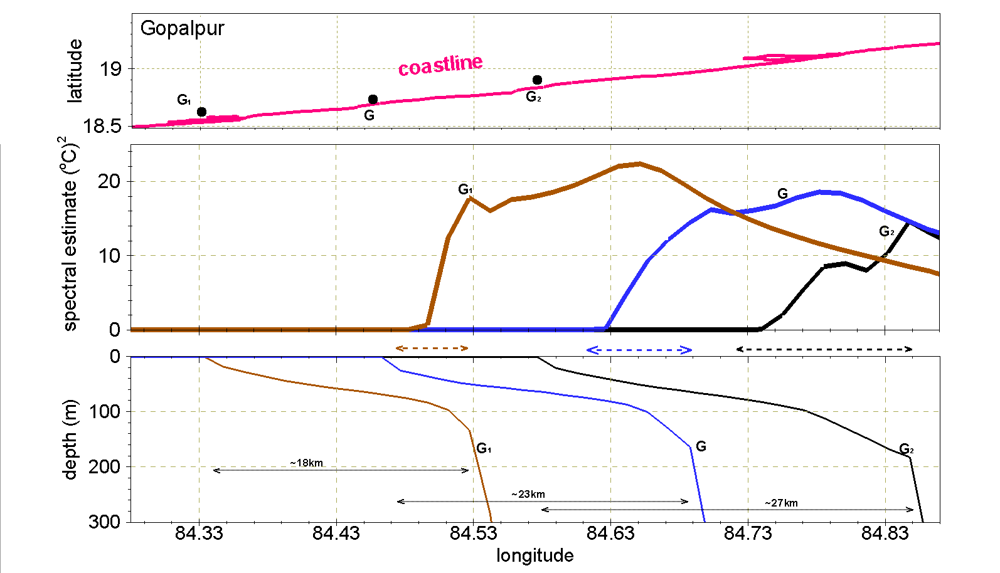 Gopalpur
latitude
19
18.5
coastline
G₁
G
G₂
spectral estimate (°C)²
20
10
0
G₁
G
G₂
depth (m)
0
100
200
300
G₁
G
G₂
~18km
~23km
~27km
84.33 84.43 84.53 84.63 84.73 84.83
longitude